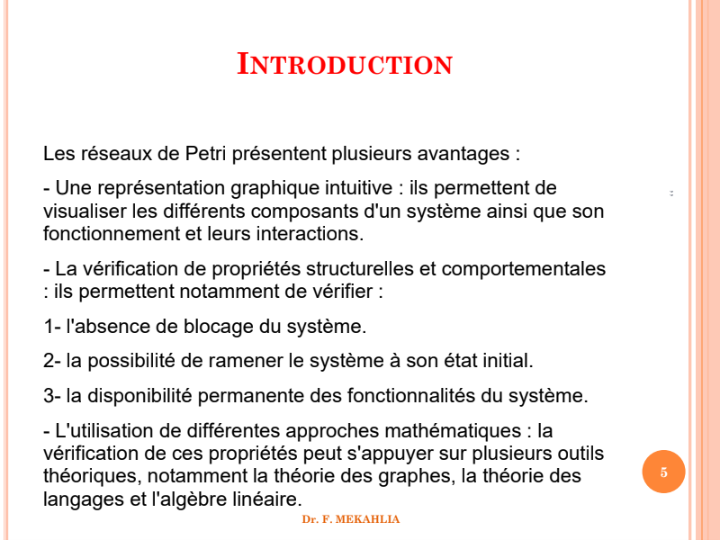 INTRODUCTION
Les réseaux de Petri présentent plusieurs avantages :
- Une représentation graphique intuitive : ils permettent de
visualiser les différents composants d'un système ainsi que son
fonctionnement et leurs interactions.
- La vérification de propriétés structurelles et comportementales
: ils permettent notamment de vérifier :
1- l'absence de blocage du système.
2- la possibilité de ramener le système à son état initial.
3- la disponibilité permanente des fonctionnalités du système.
- L'utilisation de différentes approches mathématiques : la
vérification de ces propriétés peut s'appuyer sur plusieurs outils
théoriques, notamment la théorie des graphes, la théorie des
langages et l'algèbre linéaire.
5
Dr. F. MEKAHLIA